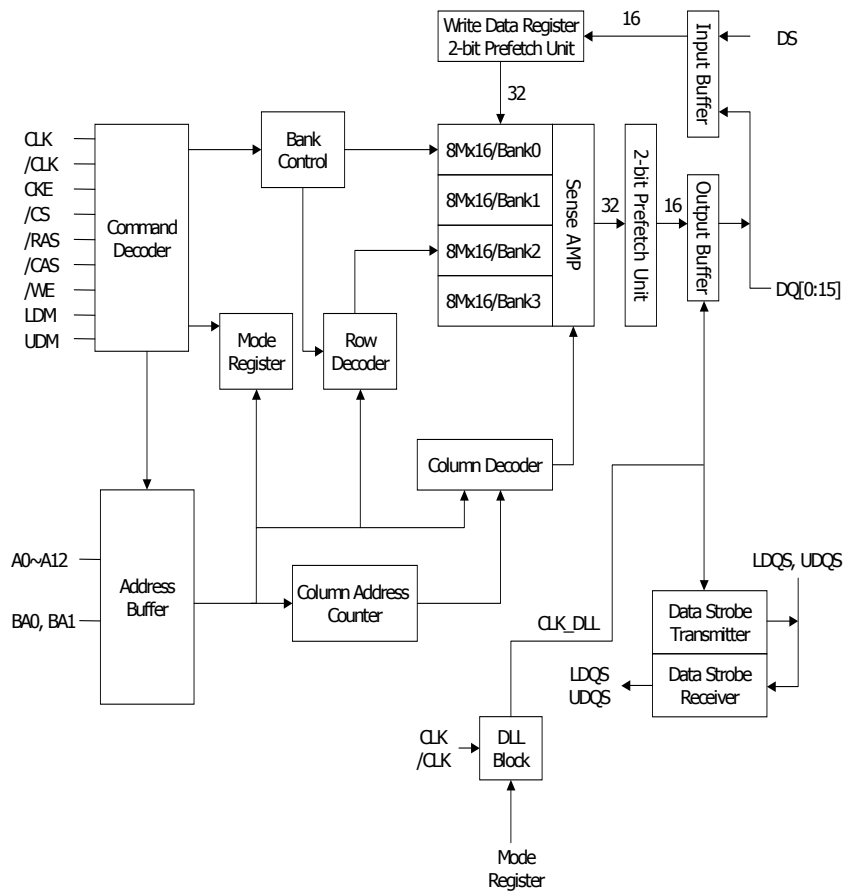 Write Data Register
2-bit Prefetch Unit
16
Input Buffer
DS
32
CLK
/CLK
CKE
/CS
/RAS
/CAS
/WE
LDM
UDM
Command
Decoder
Bank
Control
8Mx16/Bank0
8Mx16/Bank1
8Mx16/Bank2
8Mx16/Bank3
Sense AMP
32
2-bit Prefetch Unit
16
Output Buffer
DQ[0:15]
Mode
Register
Row
Decoder
Column Decoder
A0~A12
BA0, BA1
Address
Buffer
Column Address
Counter
CLK_DLL
LDQS, UDQS
Data Strobe
Transmitter
Data Strobe
Receiver
LDQS
UDQS
CLK
/CLK
DLL
Block
Mode
Register